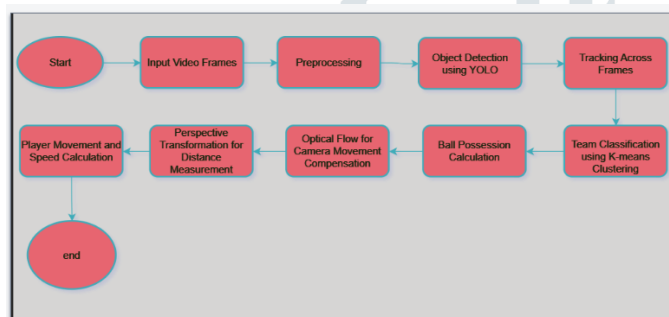 Start
Input Video Frames
Preprocessing
Object Detection
using YOLO
Tracking Across
Frames
Team Classification
using K-means
Clustering
Ball Possession
Calculation
Optical Flow for
Camera Movement
Compensation
Perspective
Transformation for
Distance
Measurement
Player Movement and
Speed Calculation
end